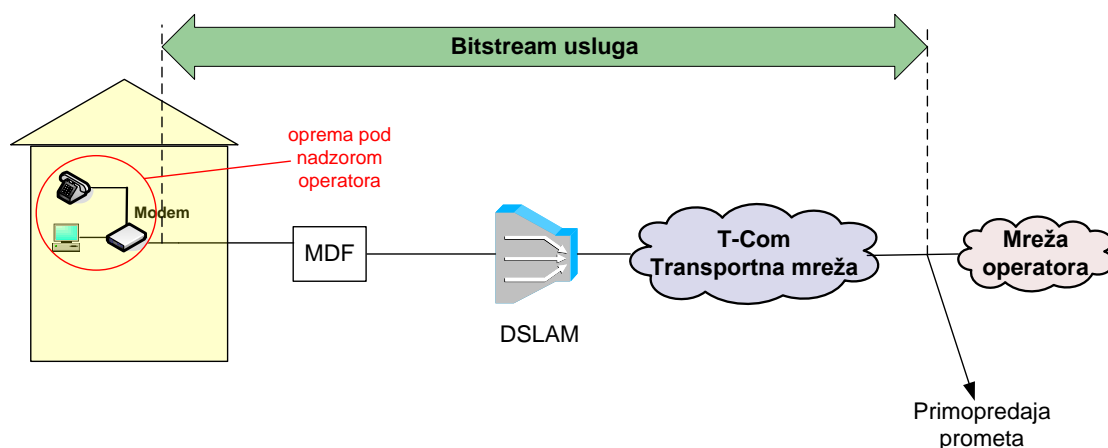 Bitstream usluga
oprema pod
nadzorom
operatora
Modem
MDF
DSLAM
T-Com
Transportna mreža
Mreža
operatora
Primopredaja
prometa